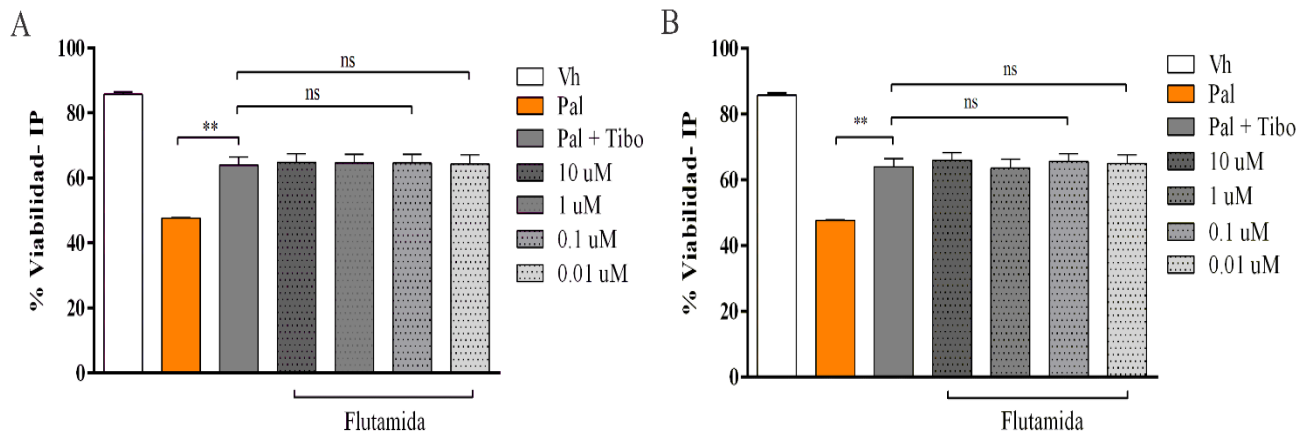 A
% Viabilidad- IP
100
80
60
40
20
0
**
ns
ns
Vh
Pal
Pal + Tibo
10 uM
1 uM
0.1 uM
0.01 uM
Flutamida
B
% Viabilidad- IP
100
80
60
40
20
0
**
ns
ns
Vh
Pal
Pal + Tibo
10 uM
1 uM
0.1 uM
0.01 uM
Flutamida